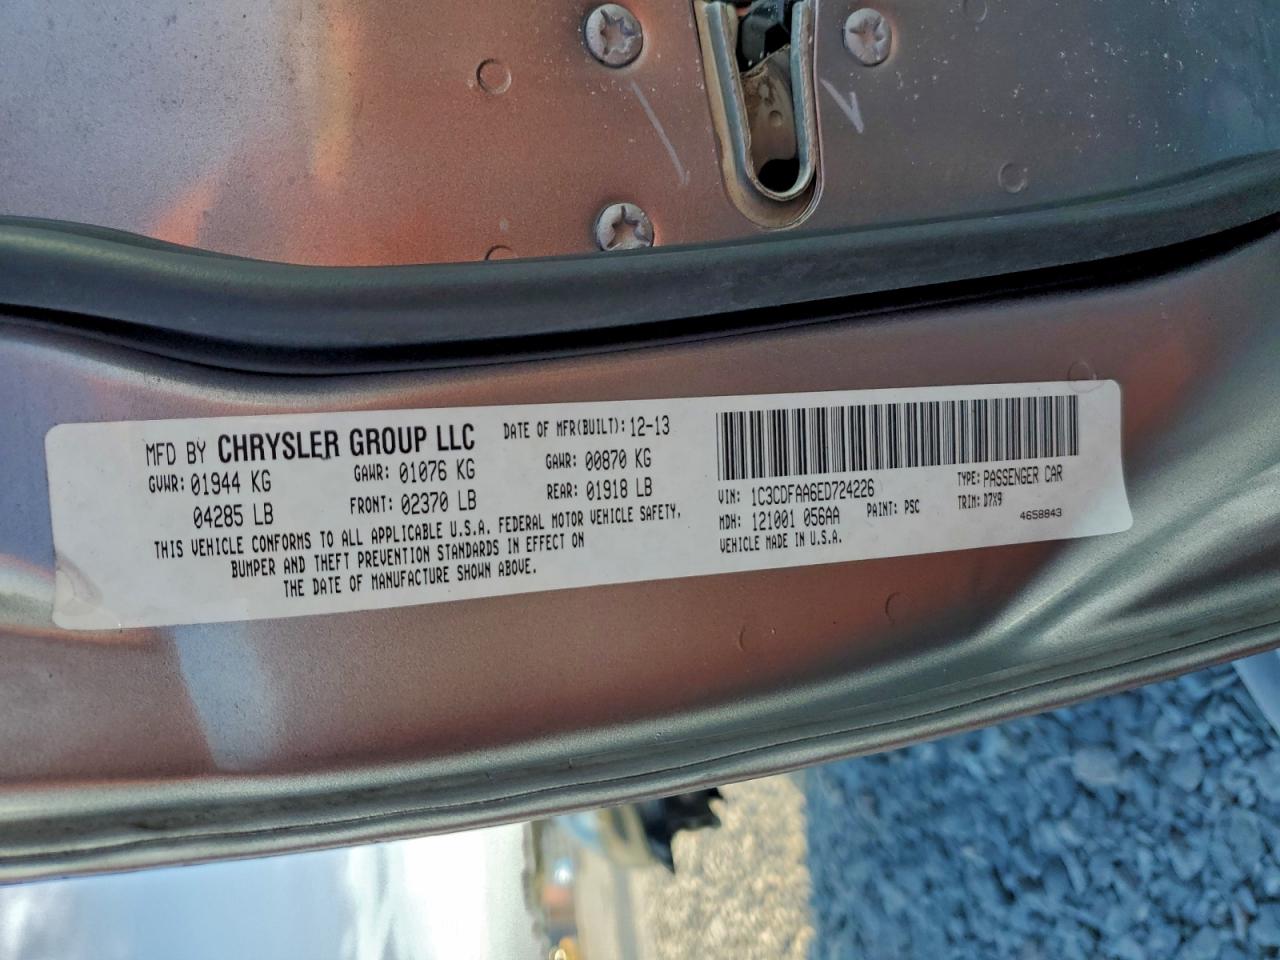 MFD BY CHRYSLER GROUP LLC DATE OF MFR(BUILT): 12-13
GVWR: 01944 KG GAWR: 01076 KG GAWR: 00870 KG
04285 LB FRONT: 02370 LB REAR: 01918 LB
THIS VEHICLE CONFORMS TO ALL APPLICABLE U.S.A. FEDERAL MOTOR VEHICLE SAFETY,
BUMPER AND THEFT PREVENTION STANDARDS IN EFFECT ON
THE DATE OF MANUFACTURE SHOWN ABOVE.
VIN: 1C3CDFAA6ED724226 TYPE: PASSENGER CAR
MDH: 121001 056AA PAINT: PSC TRIM: D7X9
VEHICLE MADE IN U.S.A. 4658843